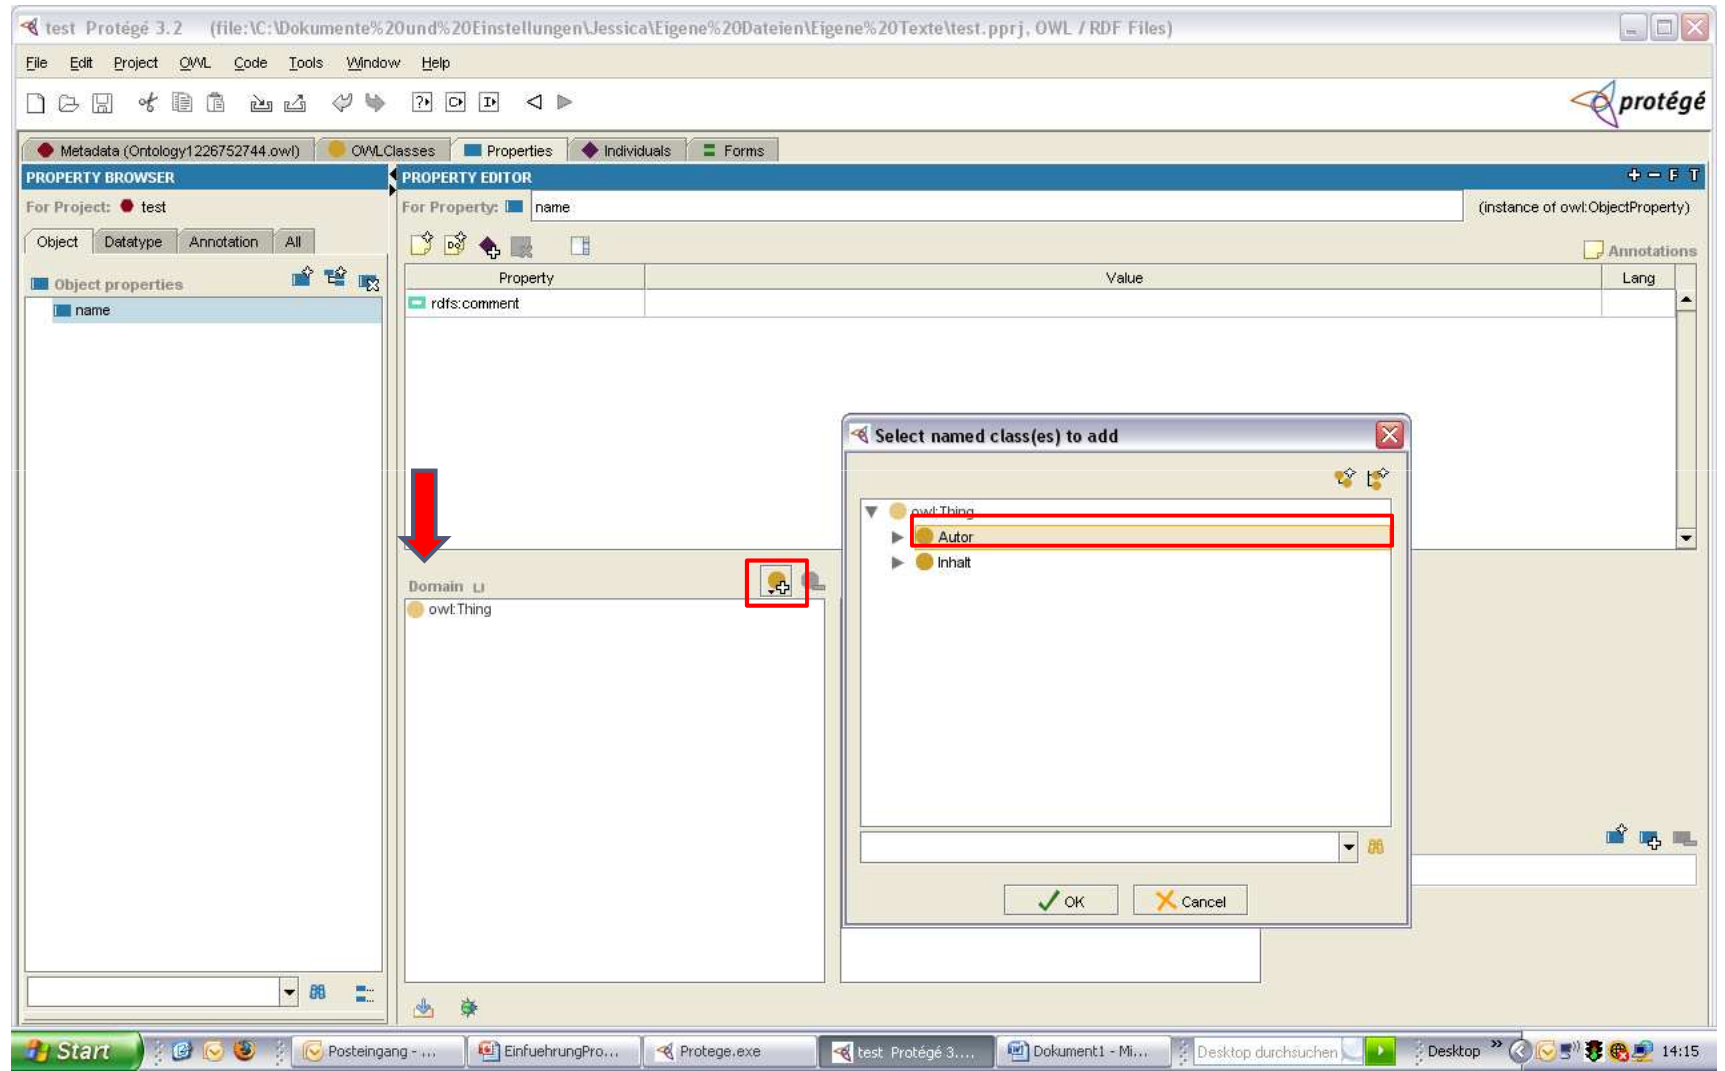 test Protégé 3.2 (file:\C:\Dokumente%20und%20Einstellungen\Jessica\Eigene%20Dateien\Eigene%20Texte\test.pprj, OWL / RDF Files)
File Edit Project OWL Code Tools Window Help
protégé
Metadata (Ontology1226752744.owl) OWLClasses Properties Individuals Forms
PROPERTY BROWSER PROPERTY EDITOR + − F T
For Project: test For Property: name (instance of owl:ObjectProperty)
Object Datatype Annotation All
Annotations
Object properties Property Value Lang
name rdfs:comment
Select named class(es) to add
owl:Thing
Autor
Inhalt
Domain ⊔
owl:Thing
OK Cancel
Start Posteingang - ,... EinfuehrungPro... Protege.exe test Protégé 3.... Dokument1 - Mi... Desktop durchsuchen Desktop » 14:15